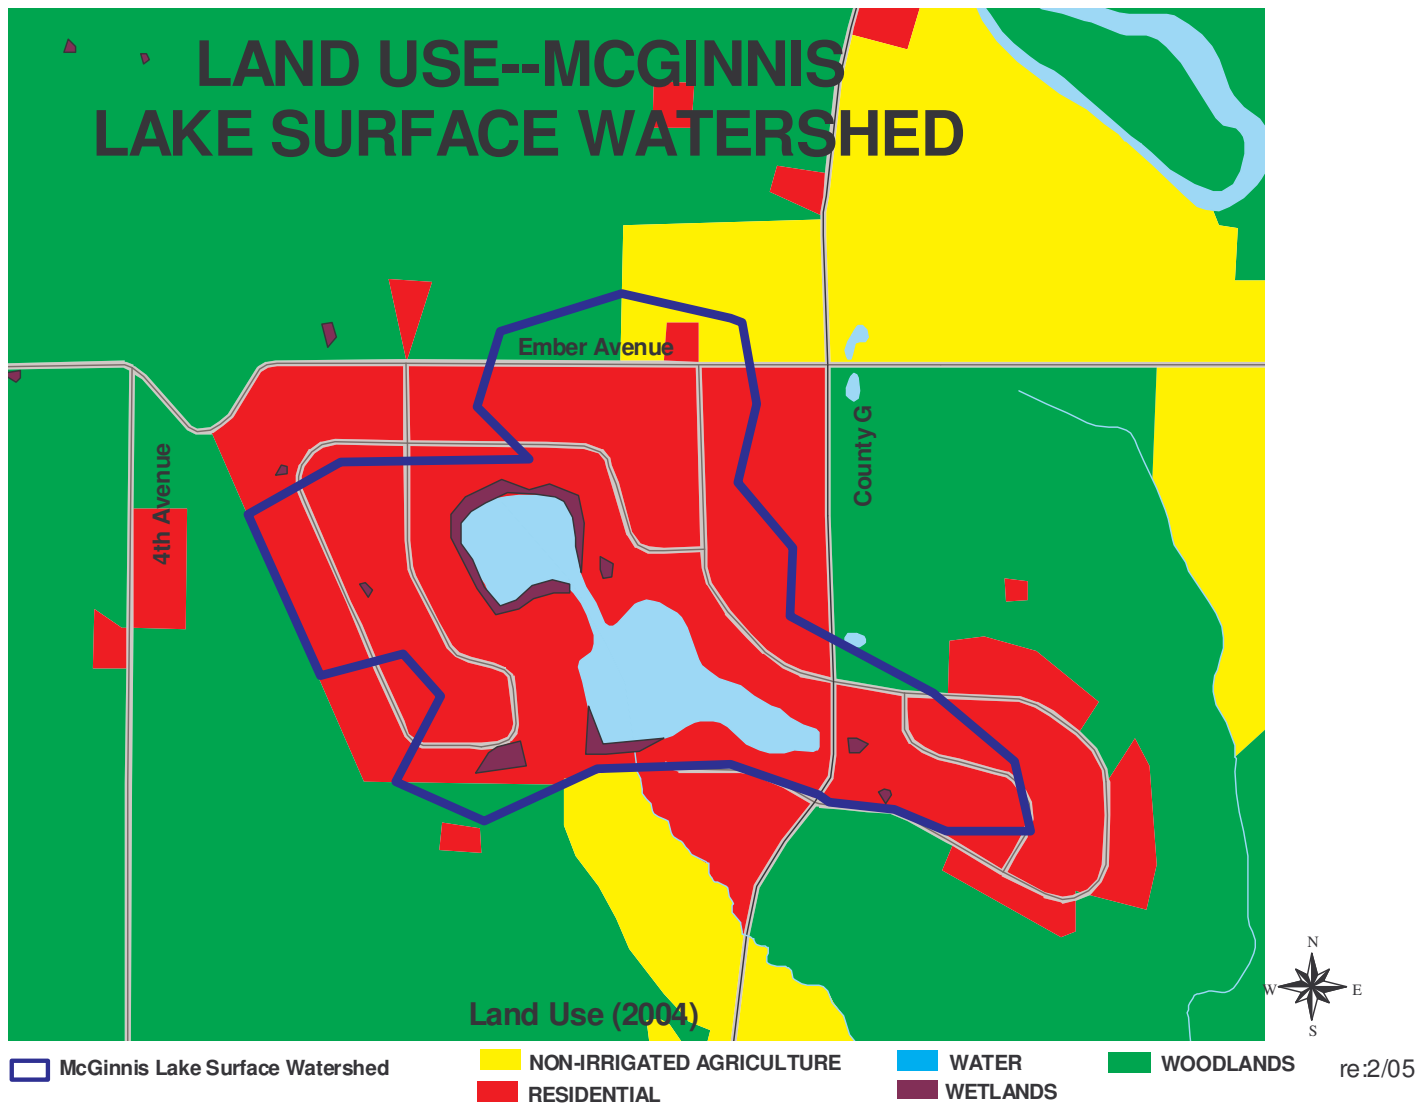 LAND USE--MCGINNIS
LAKE SURFACE WATERSHED
Ember Avenue
County G
4th Avenue
N
W
E
S
Land Use (2004)
McGinnis Lake Surface Watershed
NON-IRRIGATED AGRICULTURE
WATER
WOODLANDS
re:2/05
RESIDENTIAL
WETLANDS